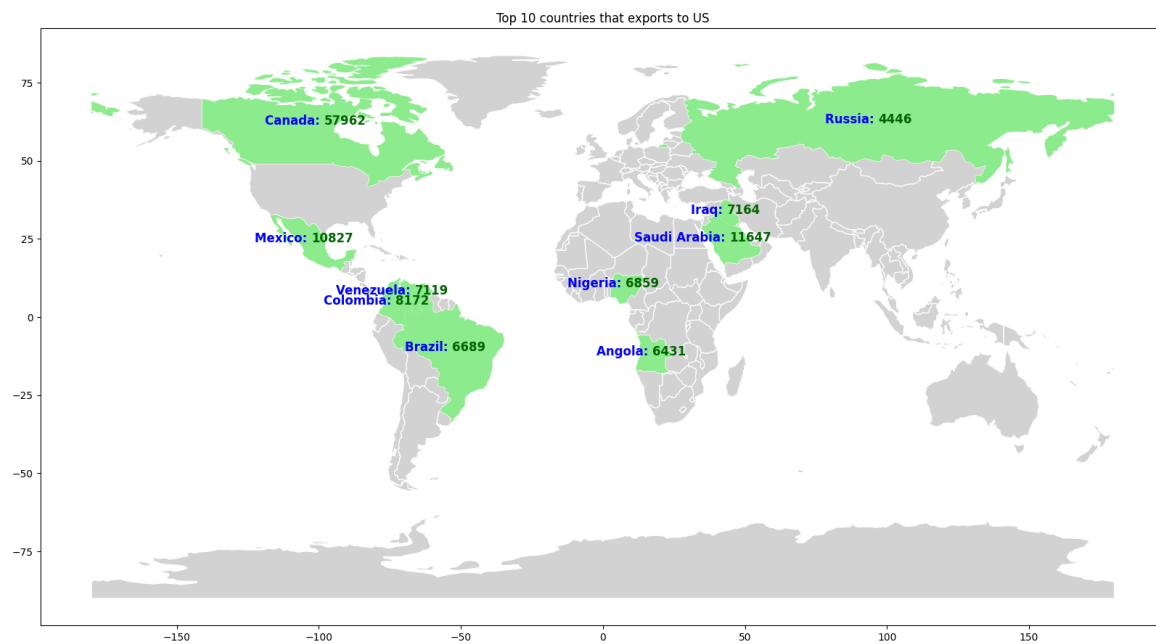 Top 10 countries that exports to US
75
50
25
0
−25
−50
−75
Canada: 57962
Russia: 4446
Iraq: 7164
Mexico: 10827
Saudi Arabia: 11647
Nigeria: 6859
Venezuela: 7119
Colombia: 8172
Brazil: 6689
Angola: 6431
−150
−100
−50
0
50
100
150